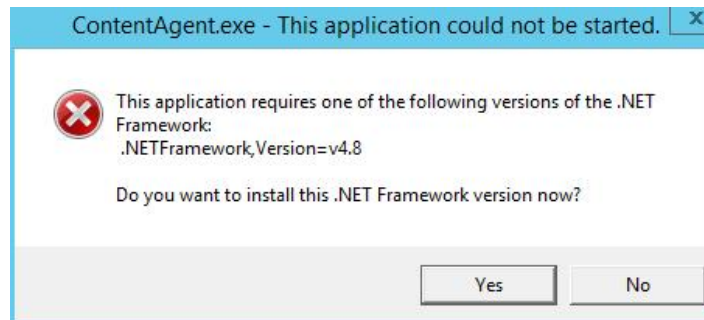 ContentAgent.exe - This application could not be started.
x
This application requires one of the following versions of the .NET
Framework:
.NETFramework,Version=v4.8
Do you want to install this .NET Framework version now?
Yes
No